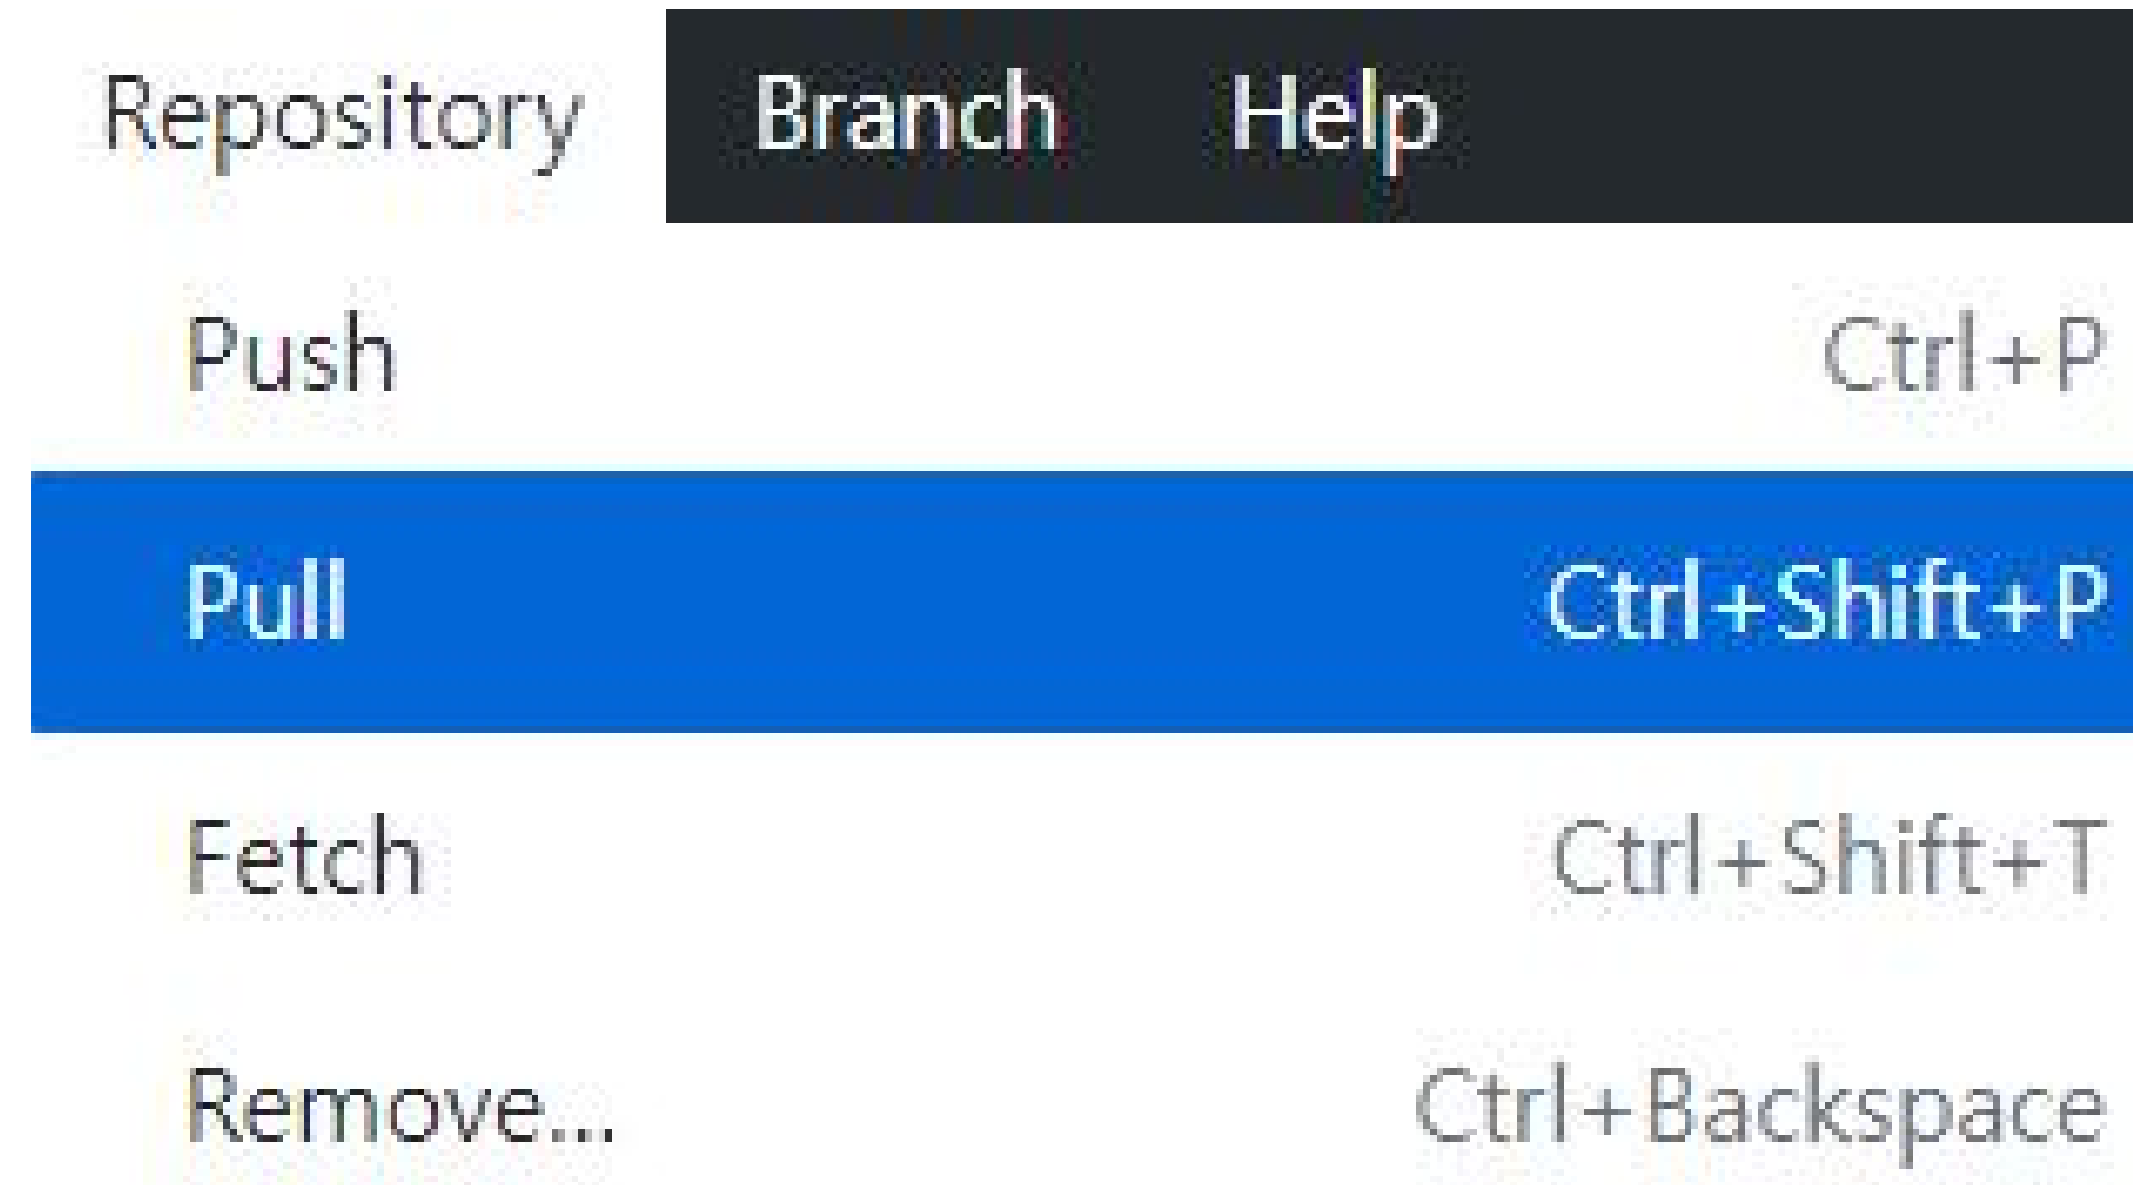 Repository Branch Help
Push Ctrl+P
Pull Ctrl+Shift+P
Fetch Ctrl+Shift+T
Remove... Ctrl+Backspace